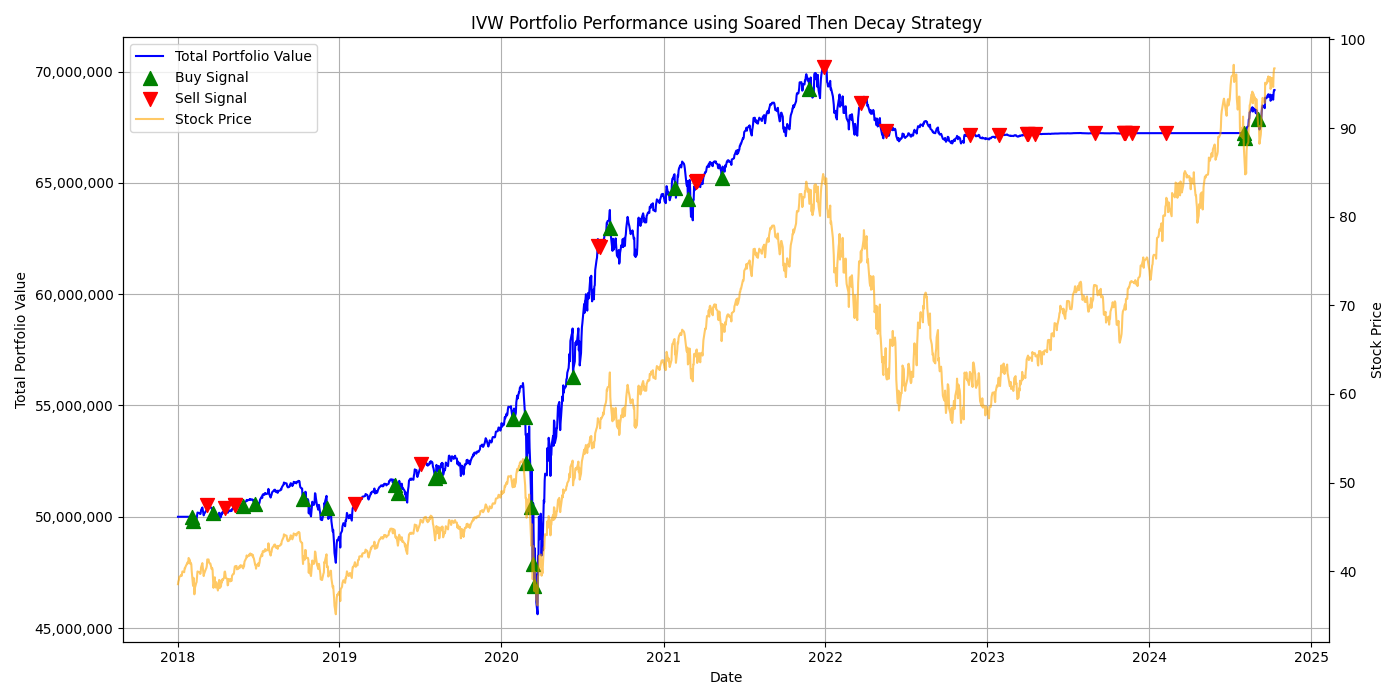 IVW Portfolio Performance using Soared Then Decay Strategy
Total Portfolio Value
Buy Signal
Sell Signal
Stock Price
70,000,000
65,000,000
60,000,000
55,000,000
50,000,000
45,000,000
Total Portfolio Value
100
90
80
70
60
50
40
Stock Price
2018
2019
2020
2021
2022
2023
2024
2025
Date